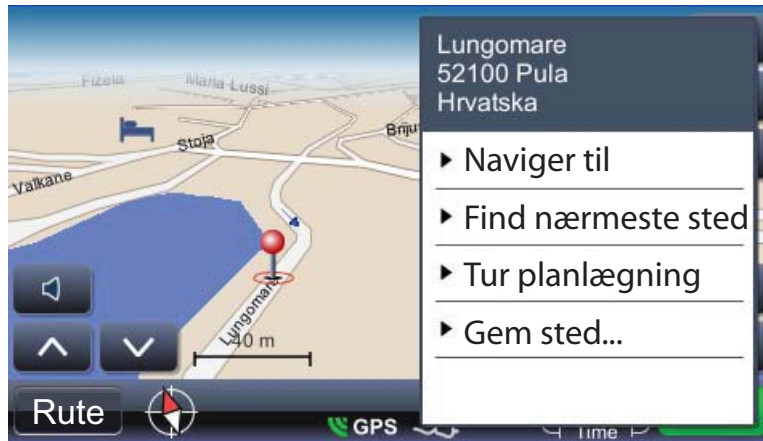 Lungomare
52100 Pula
Hrvatska
Naviger til
Find nærmeste sted
Tur planlægning
Gem sted...
Fižela
Maria Lussi
Stoja
Valkane
Lungomare
40 m
Rute
GPS
Time